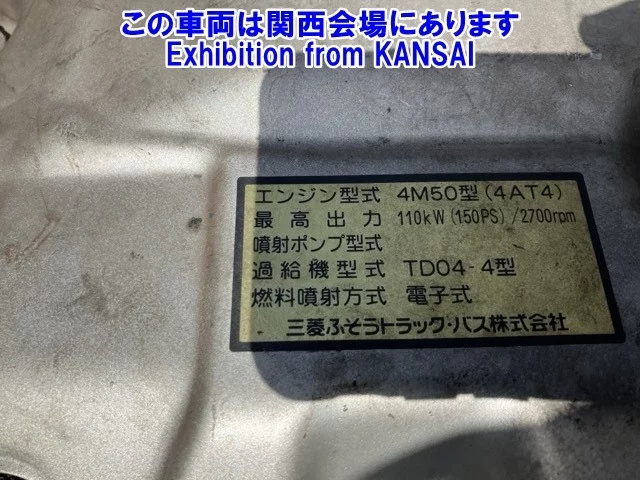 この車両は関西会場にあります
Exhibition from KANSAI
エンジン型式 4M50型(4AT4)
最高出力 110kW(150PS)/2700rpm
噴射ポンプ型式
過給機型式 TD04-4型
燃料噴射方式 電子式
三菱ふそうトラック・バス株式会社